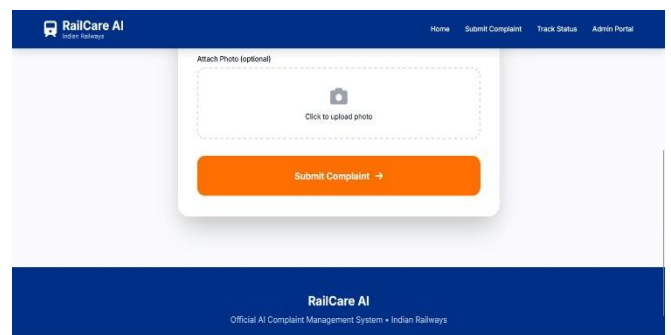 RailCare AI
Indian Railways
Home Submit Complaint Track Status Admin Portal
Attach Photo (optional)
Click to upload photo
Submit Complaint →
RailCare AI
Official AI Complaint Management System • Indian Railways